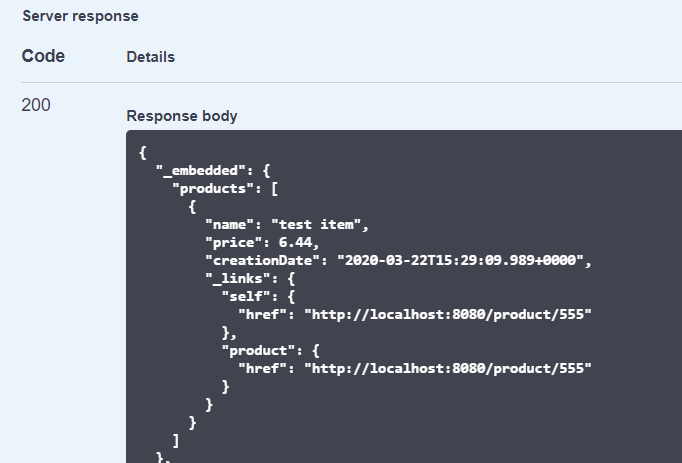 Server response
Code Details
200
Response body
{
  "_embedded": {
    "products": [
      {
        "name": "test item",
        "price": 6.44,
        "creationDate": "2020-03-22T15:29:09.989+0000",
        "_links": {
          "self": {
            "href": "http://localhost:8080/product/555"
          },
          "product": {
            "href": "http://localhost:8080/product/555"
          }
        }
      }
    ]
  },